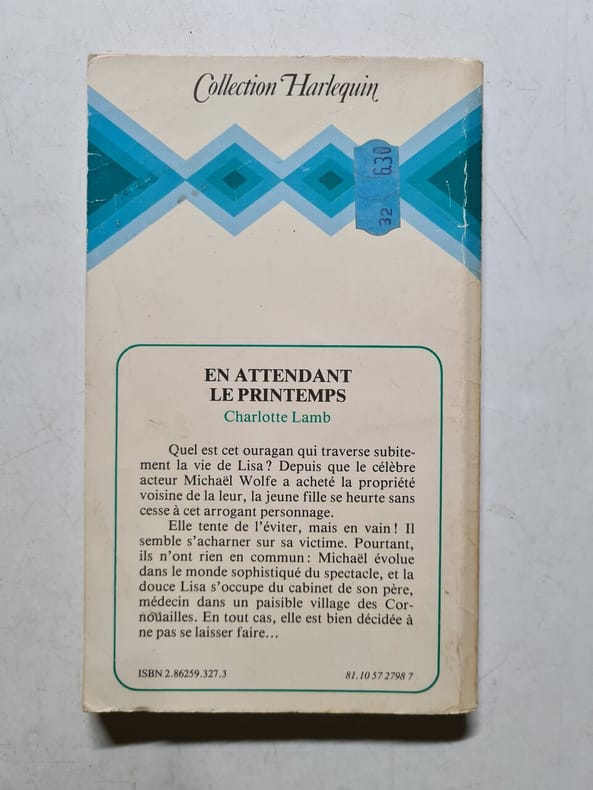 Collection Harlequin
32 6.30
EN ATTENDANT
LE PRINTEMPS
Charlotte Lamb
Quel est cet ouragan qui traverse subite-
ment la vie de Lisa? Depuis que le célèbre
acteur Michaël Wolfe a acheté la propriété
voisine de la leur, la jeune fille se heurte sans
cesse à cet arrogant personnage.
Elle tente de l'éviter, mais en vain! Il
semble s'acharner sur sa victime. Pourtant,
ils n'ont rien en commun: Michaël évolue
dans le monde sophistiqué du spectacle, et la
douce Lisa s'occupe du cabinet de son père,
médecin dans un paisible village des Cor-
nouailles. En tout cas, elle est bien décidée à
ne pas se laisser faire...
ISBN 2.86259.327.3 81.10 57 2798 7